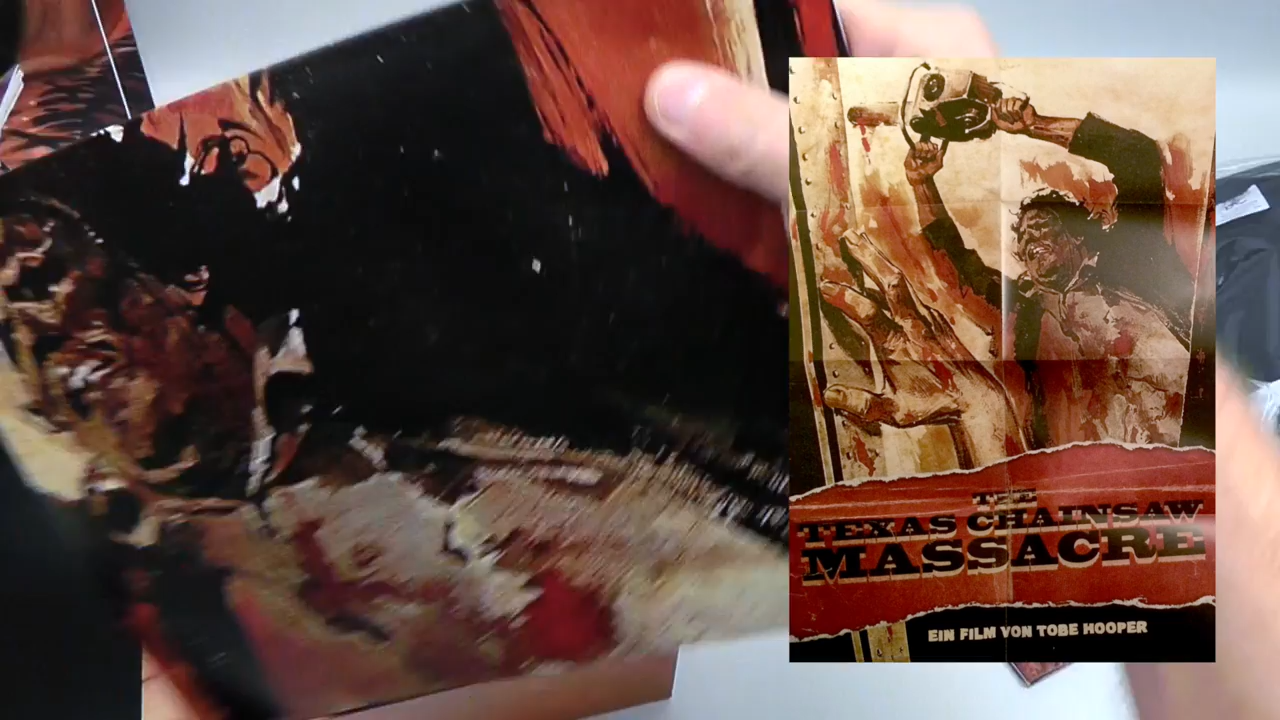 THE
TEXAS CHAINSAW
MASSACRE
EIN FILM VON TOBE HOOPER